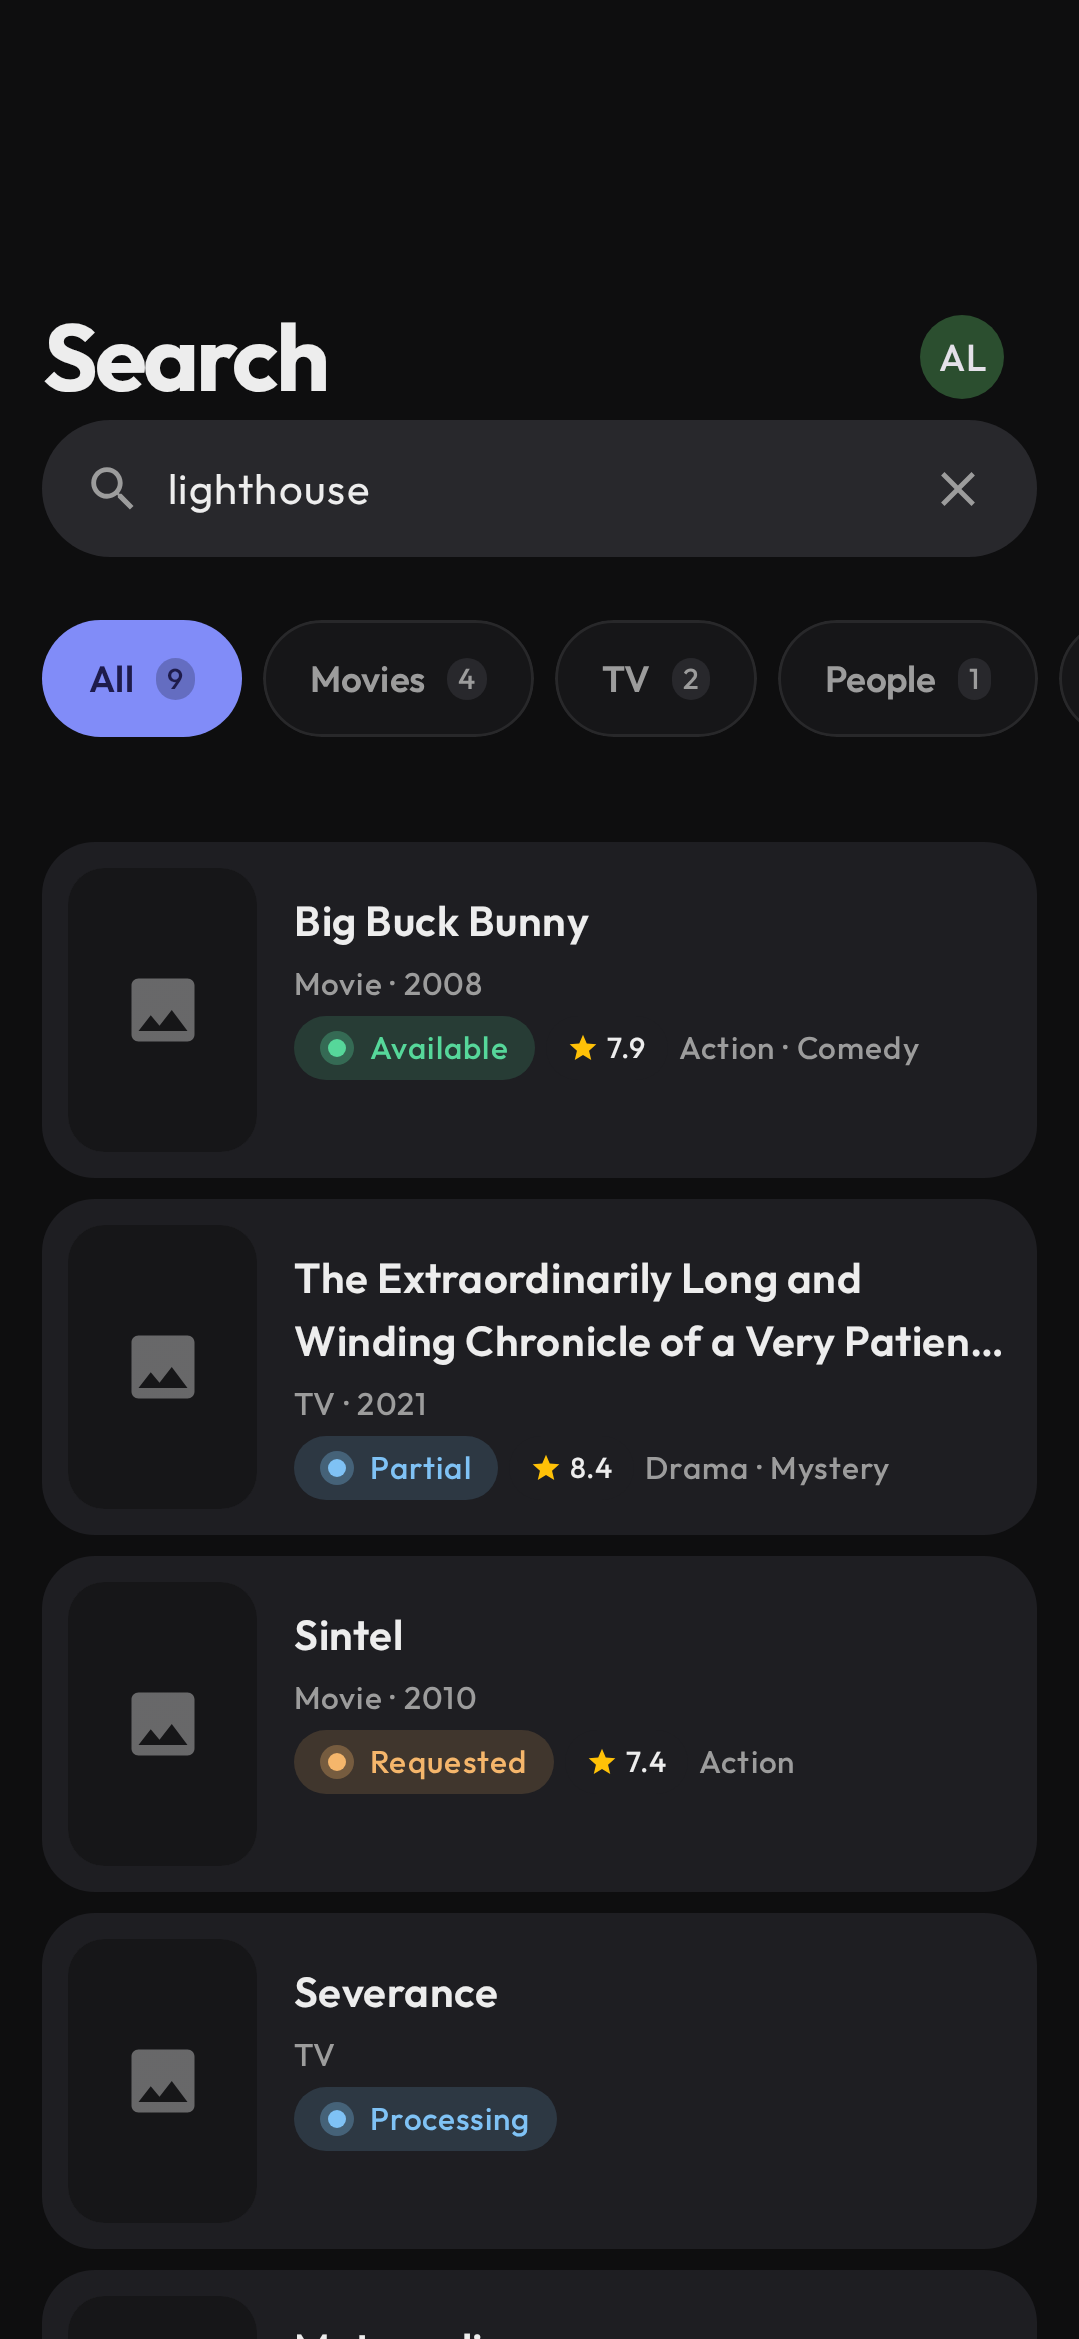 Search
AL
lighthouse
All 9
Movies 4
TV 2
People 1
Big Buck Bunny
Movie · 2008
Available
7.9
Action · Comedy
The Extraordinarily Long and
Winding Chronicle of a Very Patien...
TV · 2021
Partial
8.4
Drama · Mystery
Sintel
Movie · 2010
Requested
7.4
Action
Severance
TV
Processing